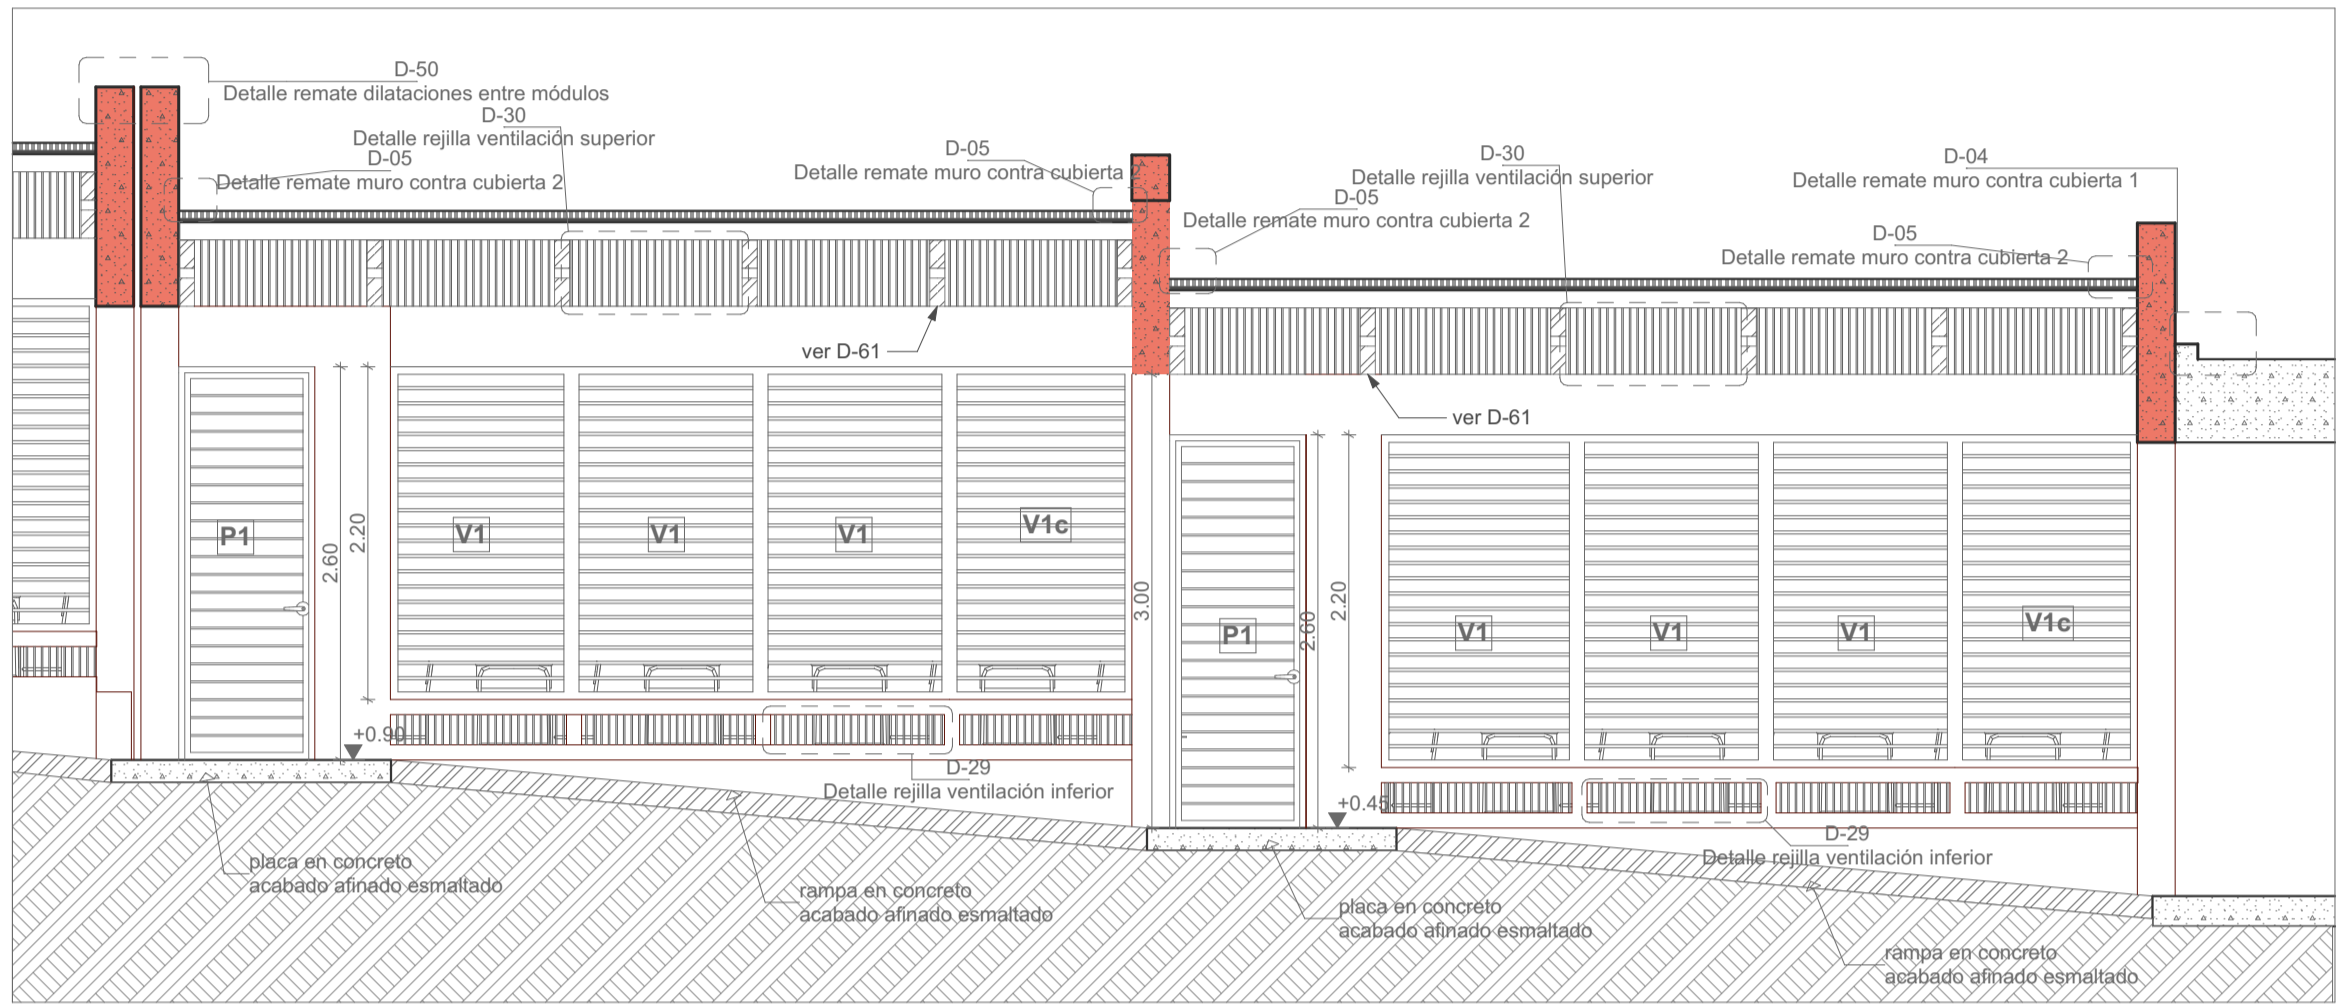 D-50
Detalle remate dilataciones entre módulos
D-30
Detalle rejilla ventilación superior
D-05
Detalle remate muro contra cubierta 2
D-05
Detalle remate muro contra cubierta 2
D-30
Detalle rejilla ventilación superior
D-05
Detalle remate muro contra cubierta 2
D-04
Detalle remate muro contra cubierta 1
D-05
Detalle remate muro contra cubierta 2
ver D-61
ver D-61
P1
2.60
2.20
V1
V1
V1
V1c
3.00
P1
2.60
2.20
V1
V1
V1
V1c
+0.90
D-29
Detalle rejilla ventilación inferior
+0.45
D-29
Detalle rejilla ventilación inferior
placa en concreto
acabado afinado esmaltado
rampa en concreto
acabado afinado esmaltado
placa en concreto
acabado afinado esmaltado
rampa en concreto
acabado afinado esmaltado